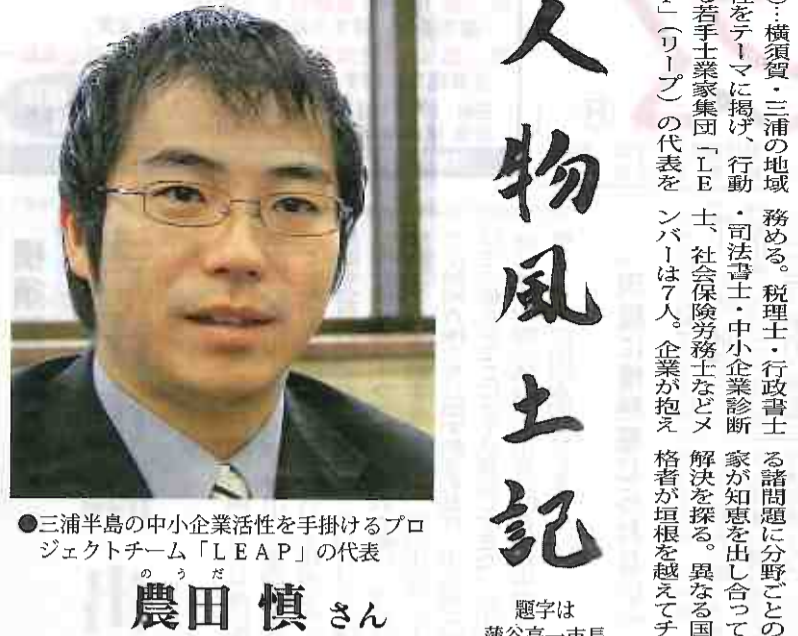 …横須賀・三浦の地域
性をテーマに掲げ、行動
る若手士業家集団「ＬＥ
」（リープ）の代表を
務める。税理士・行政書士
・司法書士・中小企業診断
士、社会保険労務士などメ
ンバーは７人。企業が抱え
る諸問題に分野ごとの
家が知恵を出し合って
解決を探る。異なる国
格者が垣根を越えてチ
人物風土記
題字は
●三浦半島の中小企業活性を手掛けるプロ
ジェクトチーム「ＬＥＡＰ」の代表
のうだ
農田 慎 さん